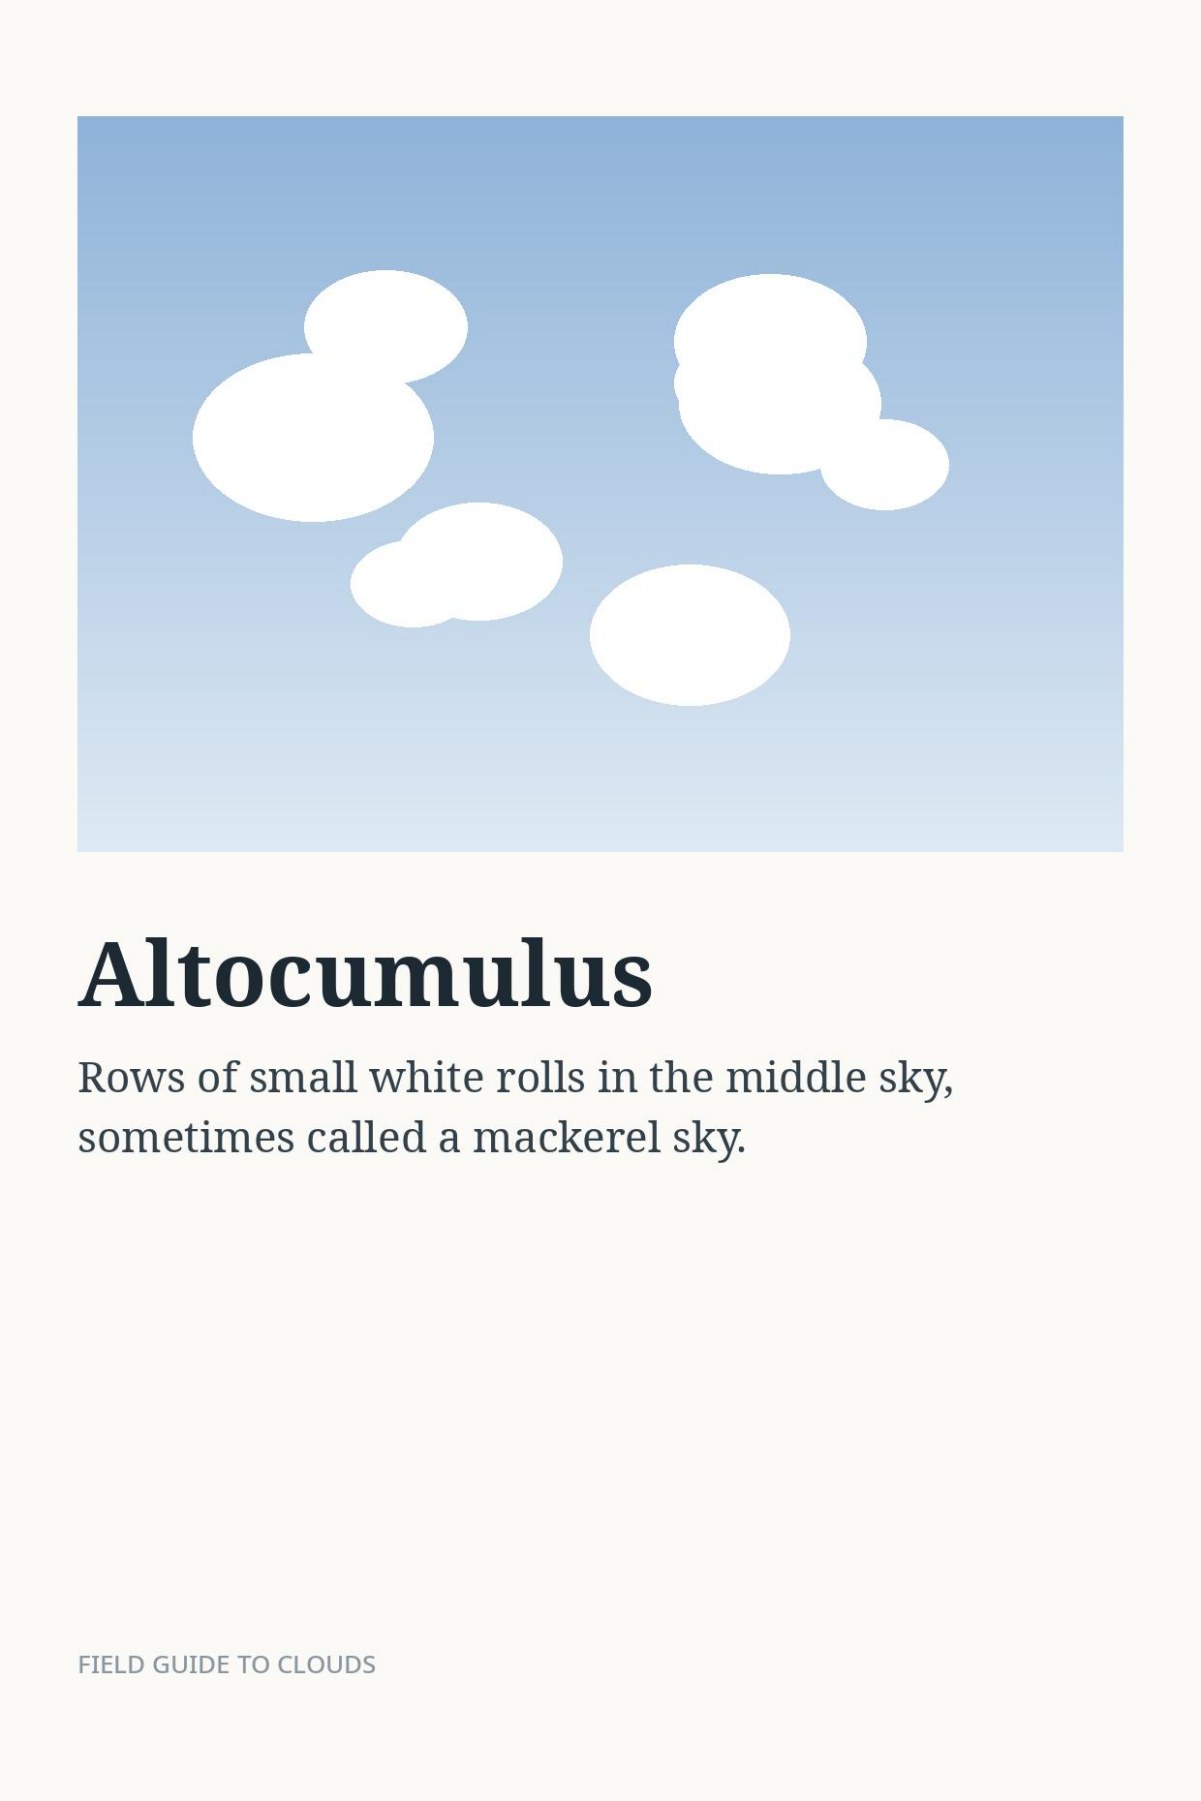 Altocumulus
Rows of small white rolls in the middle sky,
sometimes called a mackerel sky.
FIELD GUIDE TO CLOUDS